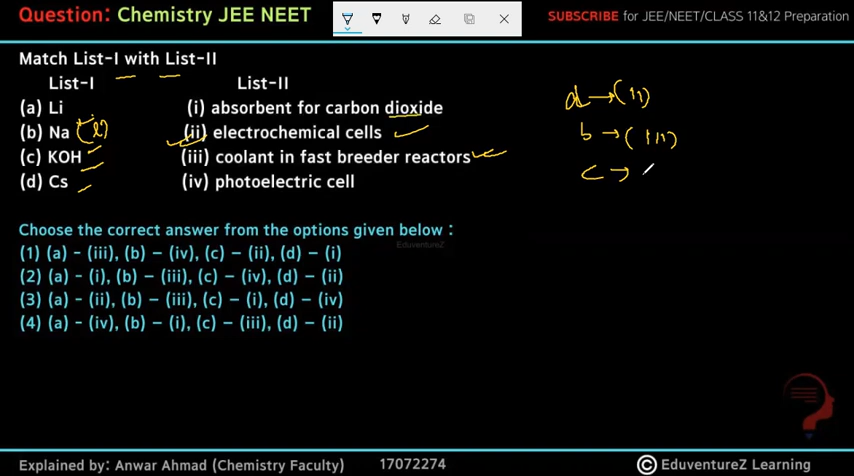 Question: Chemistry JEE NEET
SUBSCRIBE for JEE/NEET/CLASS 11&12 Preparation
Match List-I with List-II
List-I List-II
(a) Li (i) absorbent for carbon dioxide
(b) Na (l) (ii) electrochemical cells
(c) KOH (iii) coolant in fast breeder reactors
(d) Cs (iv) photoelectric cell
a → (ii)
b → (iii)
c →
Choose the correct answer from the options given below :
EduventureZ
(1) (a) - (iii), (b) – (iv), (c) – (ii), (d) – (i)
(2) (a) - (i), (b) – (iii), (c) – (iv), (d) – (ii)
(3) (a) - (ii), (b) – (iii), (c) – (i), (d) – (iv)
(4) (a) - (iv), (b) – (i), (c) – (iii), (d) – (ii)
Explained by : Anwar Ahmad (Chemistry Faculty) 17072274 © EduventureZ Learning